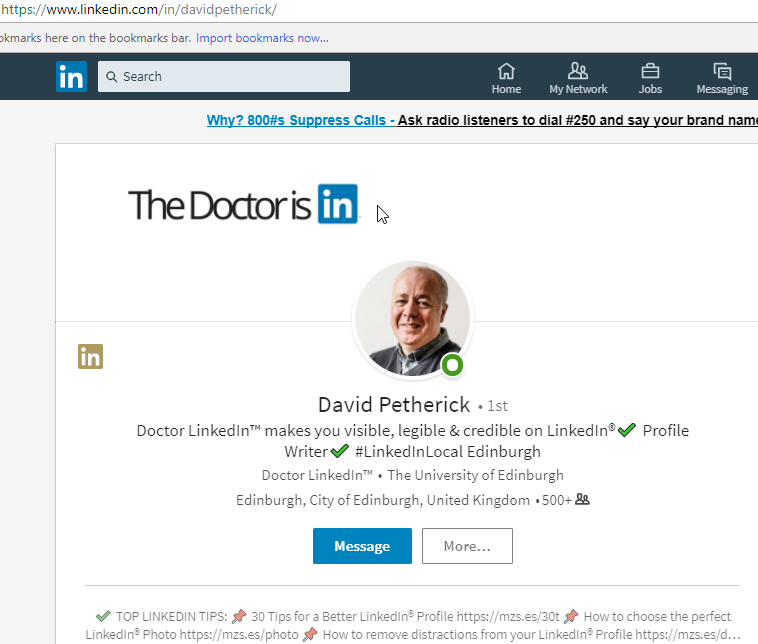 https://www.linkedin.com/in/davidpetherick/
okmarks here on the bookmarks bar. Import bookmarks now...
in Search Home My Network Jobs Messaging
Why? 800#s Suppress Calls - Ask radio listeners to dial #250 and say your brand name
The Doctor is in
in
David Petherick • 1st
Doctor LinkedIn™ makes you visible, legible & credible on LinkedIn®✔ Profile
Writer✔ #LinkedInLocal Edinburgh
Doctor LinkedIn™ • The University of Edinburgh
Edinburgh, City of Edinburgh, United Kingdom • 500+
Message More…
✔ TOP LINKEDIN TIPS: 📌 30 Tips for a Better LinkedIn® Profile https://mzs.es/30t 📌 How to choose the perfect
LinkedIn® Photo https://mzs.es/photo 📌 How to remove distractions from your LinkedIn® Profile https://mzs.es/d…